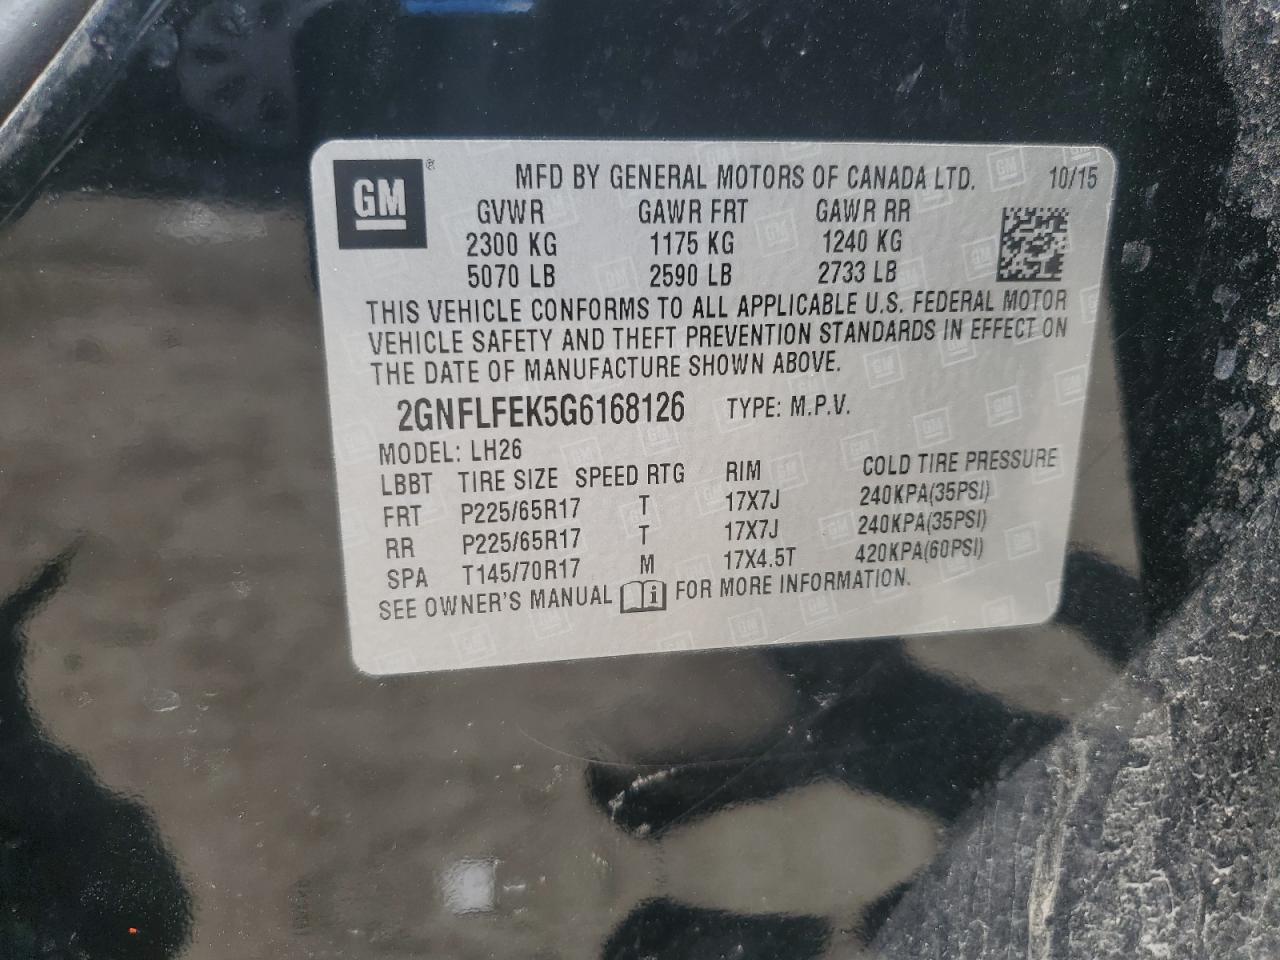 GM ® MFD BY GENERAL MOTORS OF CANADA LTD. 10/15
GVWR GAWR FRT GAWR RR
2300 KG 1175 KG 1240 KG
5070 LB 2590 LB 2733 LB
THIS VEHICLE CONFORMS TO ALL APPLICABLE U.S. FEDERAL MOTOR
VEHICLE SAFETY AND THEFT PREVENTION STANDARDS IN EFFECT ON
THE DATE OF MANUFACTURE SHOWN ABOVE.
2GNFLFEK5G6168126 TYPE: M.P.V.
MODEL: LH26
LBBT TIRE SIZE SPEED RTG RIM COLD TIRE PRESSURE
FRT P225/65R17 T 17X7J 240KPA(35PSI)
RR P225/65R17 T 17X7J 240KPA(35PSI)
SPA T145/70R17 M 17X4.5T 420KPA(60PSI)
SEE OWNER'S MANUAL i FOR MORE INFORMATION.